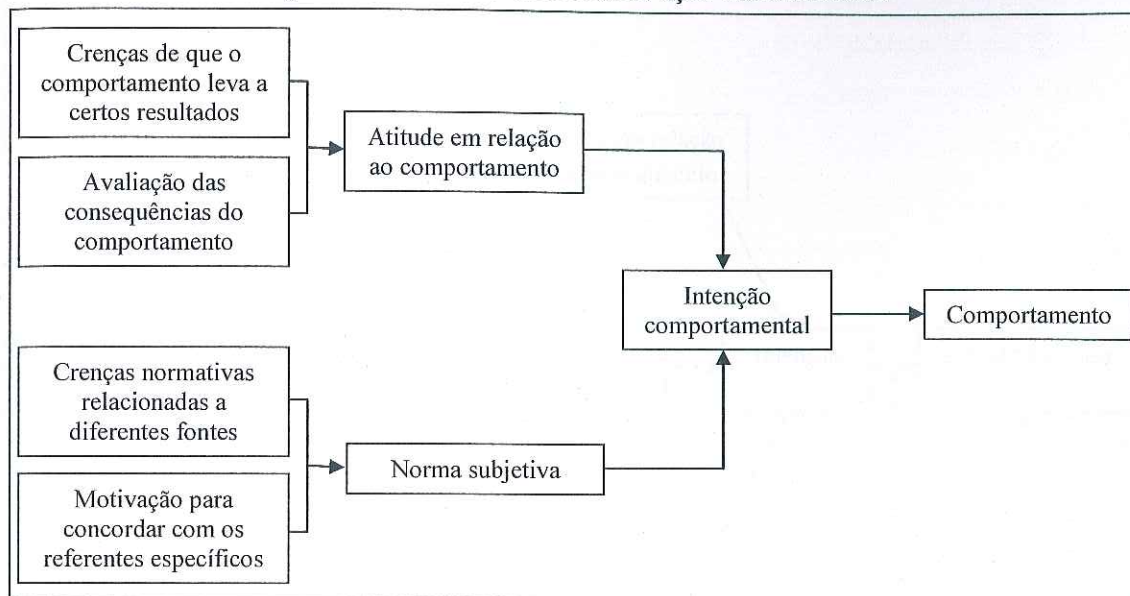 Crenças de que o
comportamento leva a
certos resultados
Avaliação das
consequências do
comportamento
Atitude em relação
ao comportamento
Intenção
comportamental
Comportamento
Crenças normativas
relacionadas a
diferentes fontes
Motivação para
concordar com os
referentes específicos
Norma subjetiva